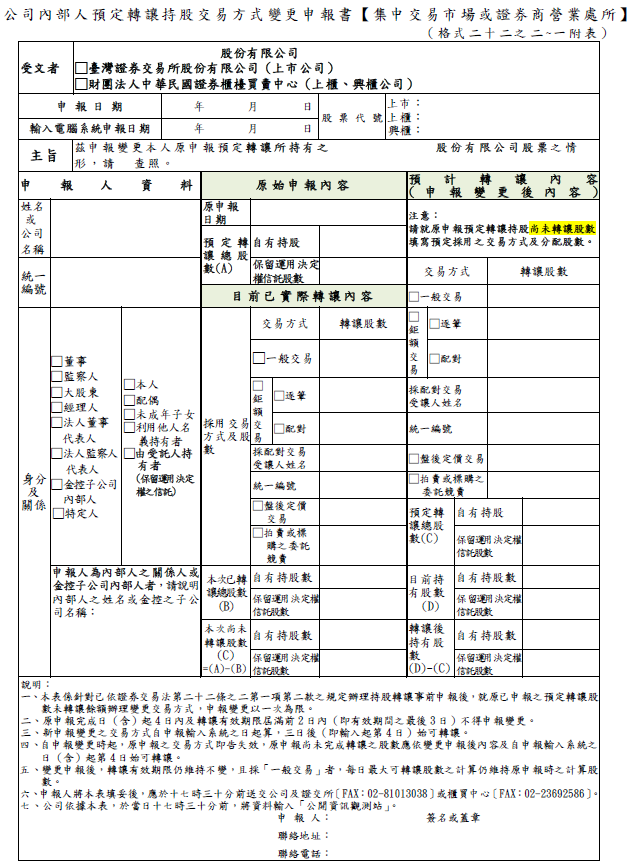 公司內部人預定轉讓持股交易方式變更申報書【集中交易市場或證券商營業處所】
(格式二十二之二~一附表)
受文者
股份有限公司
□臺灣證券交易所股份有限公司(上市公司)
□財團法人中華民國證券櫃檯買賣中心(上櫃、興櫃公司)
申報日期 年 月 日
輸入電腦系統申報日期 年 月 日
股票代號
上市:
上櫃:
興櫃:
主旨
茲申報變更本人原申報預定轉讓所持有之 股份有限公司股票之情
形,請 查照。
申報人資料
原始申報內容
預計轉讓內容
(申報變更後內容)
姓名
或
公司
名稱
統一
編號
原申報
日期
預定轉
讓總股
數(A)
自有持股
保留運用決定
權信託股數
注意:
請就原申報預定轉讓持股尚未轉讓股數
填寫預定採用之交易方式及分配股數。
目前已實際轉讓內容
交易方式 轉讓股數
□一般交易
□
鉅
額
交
易
□逐筆
□配對
採配對交易
受讓人姓名
統一編號
□盤後定價交易
□拍賣或標購之
委託競賣
預定轉
讓總股
數(C)
自有持股
保留運用決定權
信託股數
身分
及
關係
□董事
□監察人
□大股東
□經理人
□法人董事
代表人
□法人監察人
代表人
□金控子公司
內部人
□特定人
□本人
□配偶
□未成年子女
□利用他人名
義持有者
□由受託人持
有者
(保留運用決定
權之信託)
採用交易
方式及股
數
交易方式 轉讓股數
□一般交易
□
鉅
額
交
易
□逐筆
□配對
採配對交易
受讓人姓名
統一編號
□盤後定價
交易
□拍賣或標
購之委託
競賣
申報人為內部人之關係人或
金控子公司內部人者,請說明
內部人之姓名或金控之子公
司名稱:
本次已轉
讓總股數
(B)
自有持股數
保留運用決定權
信託股數
目前持
有股數
(D)
自有持股數
保留運用決定權
信託股數
本次尚未
轉讓股數
(C)
=(A)-(B)
自有持股數
保留運用決定權
信託股數
轉讓後
持有股
數
(D)-(C)
自有持股數
保留運用決定權
信託股數
說明:
一、本表係針對已依證券交易法第二十二條之二第一項第二款之規定辦理持股轉讓事前申報後,就原已申報之預定轉讓股
數未轉讓餘額辦理變更交易方式,申報變更以一次為限。
二、原申報完成日(含)起4日內及轉讓有效期限屆滿前2日內(即有效期間之最後3日)不得申報變更。
三、新申報變更之交易方式自申報輸入系統之日起算,三日後(即輸入起第4日)始可轉讓。
四、自申報變更時起,原申報之交易方式即告失效,原申報尚未完成轉讓之股數應依變更申報後內容及自申報輸入系統之
日(含)起第4日始可轉讓。
五、變更申報後,轉讓有效期限仍維持不變,且採「一般交易」者,每日最大可轉讓股數之計算仍維持原申報時之計算股
數。
六、申報人將本表填妥後,應於十七時三十分前送交公司及證交所〔FAX:02-81013038〕或櫃買中心〔FAX:02-23692586〕。
七、公司依據本表,於當日十七時三十分前,將資料輸入「公開資訊觀測站」。
申 報 人: 簽名或蓋章
聯絡地址:
聯絡電話: